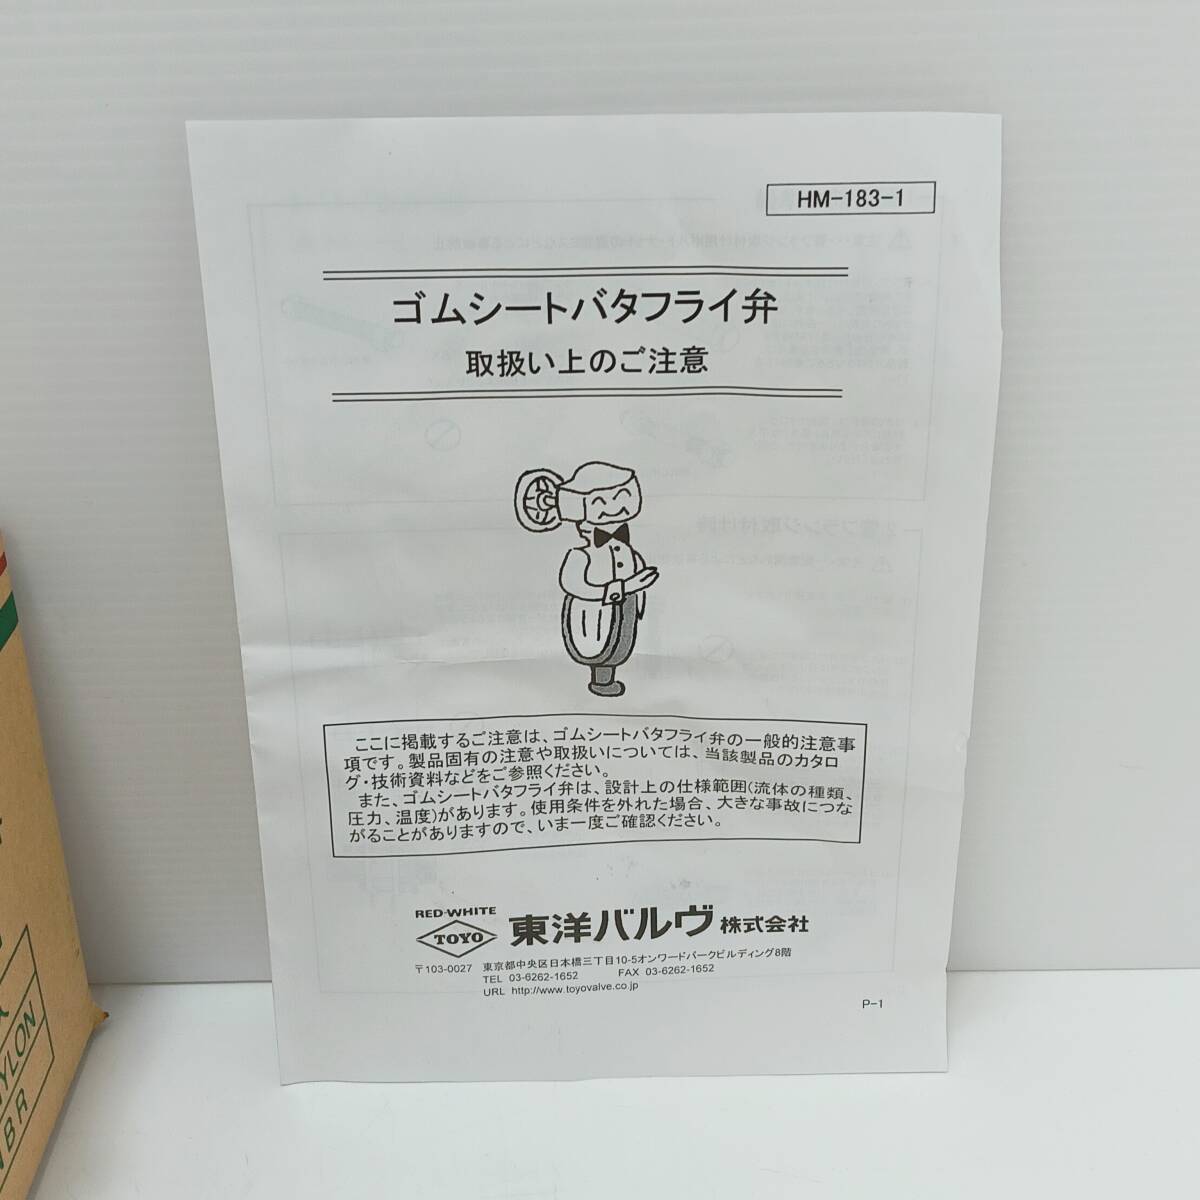 HM-183-1
ゴムシートバタフライ弁
取扱い上のご注意
ここに掲載するご注意は、ゴムシートバタフライ弁の一般的注意事
項です。製品固有の注意や取扱いについては、当該製品のカタロ
グ・技術資料などをご参照ください。
また、ゴムシートバタフライ弁は、設計上の仕様範囲(流体の種類、
圧力、温度)があります。使用条件を外れた場合、大きな事故につな
がることがありますので、いま一度ご確認ください。
RED-WHITE
TOYO
東洋バルヴ株式会社
〒103-0027 東京都中央区日本橋三丁目10-5オンワードパークビルディング8階
TEL 03-6262-1652 FAX 03-6262-1652
URL http://www.toyovalve.co.jp
P-1
NYLON
NBR